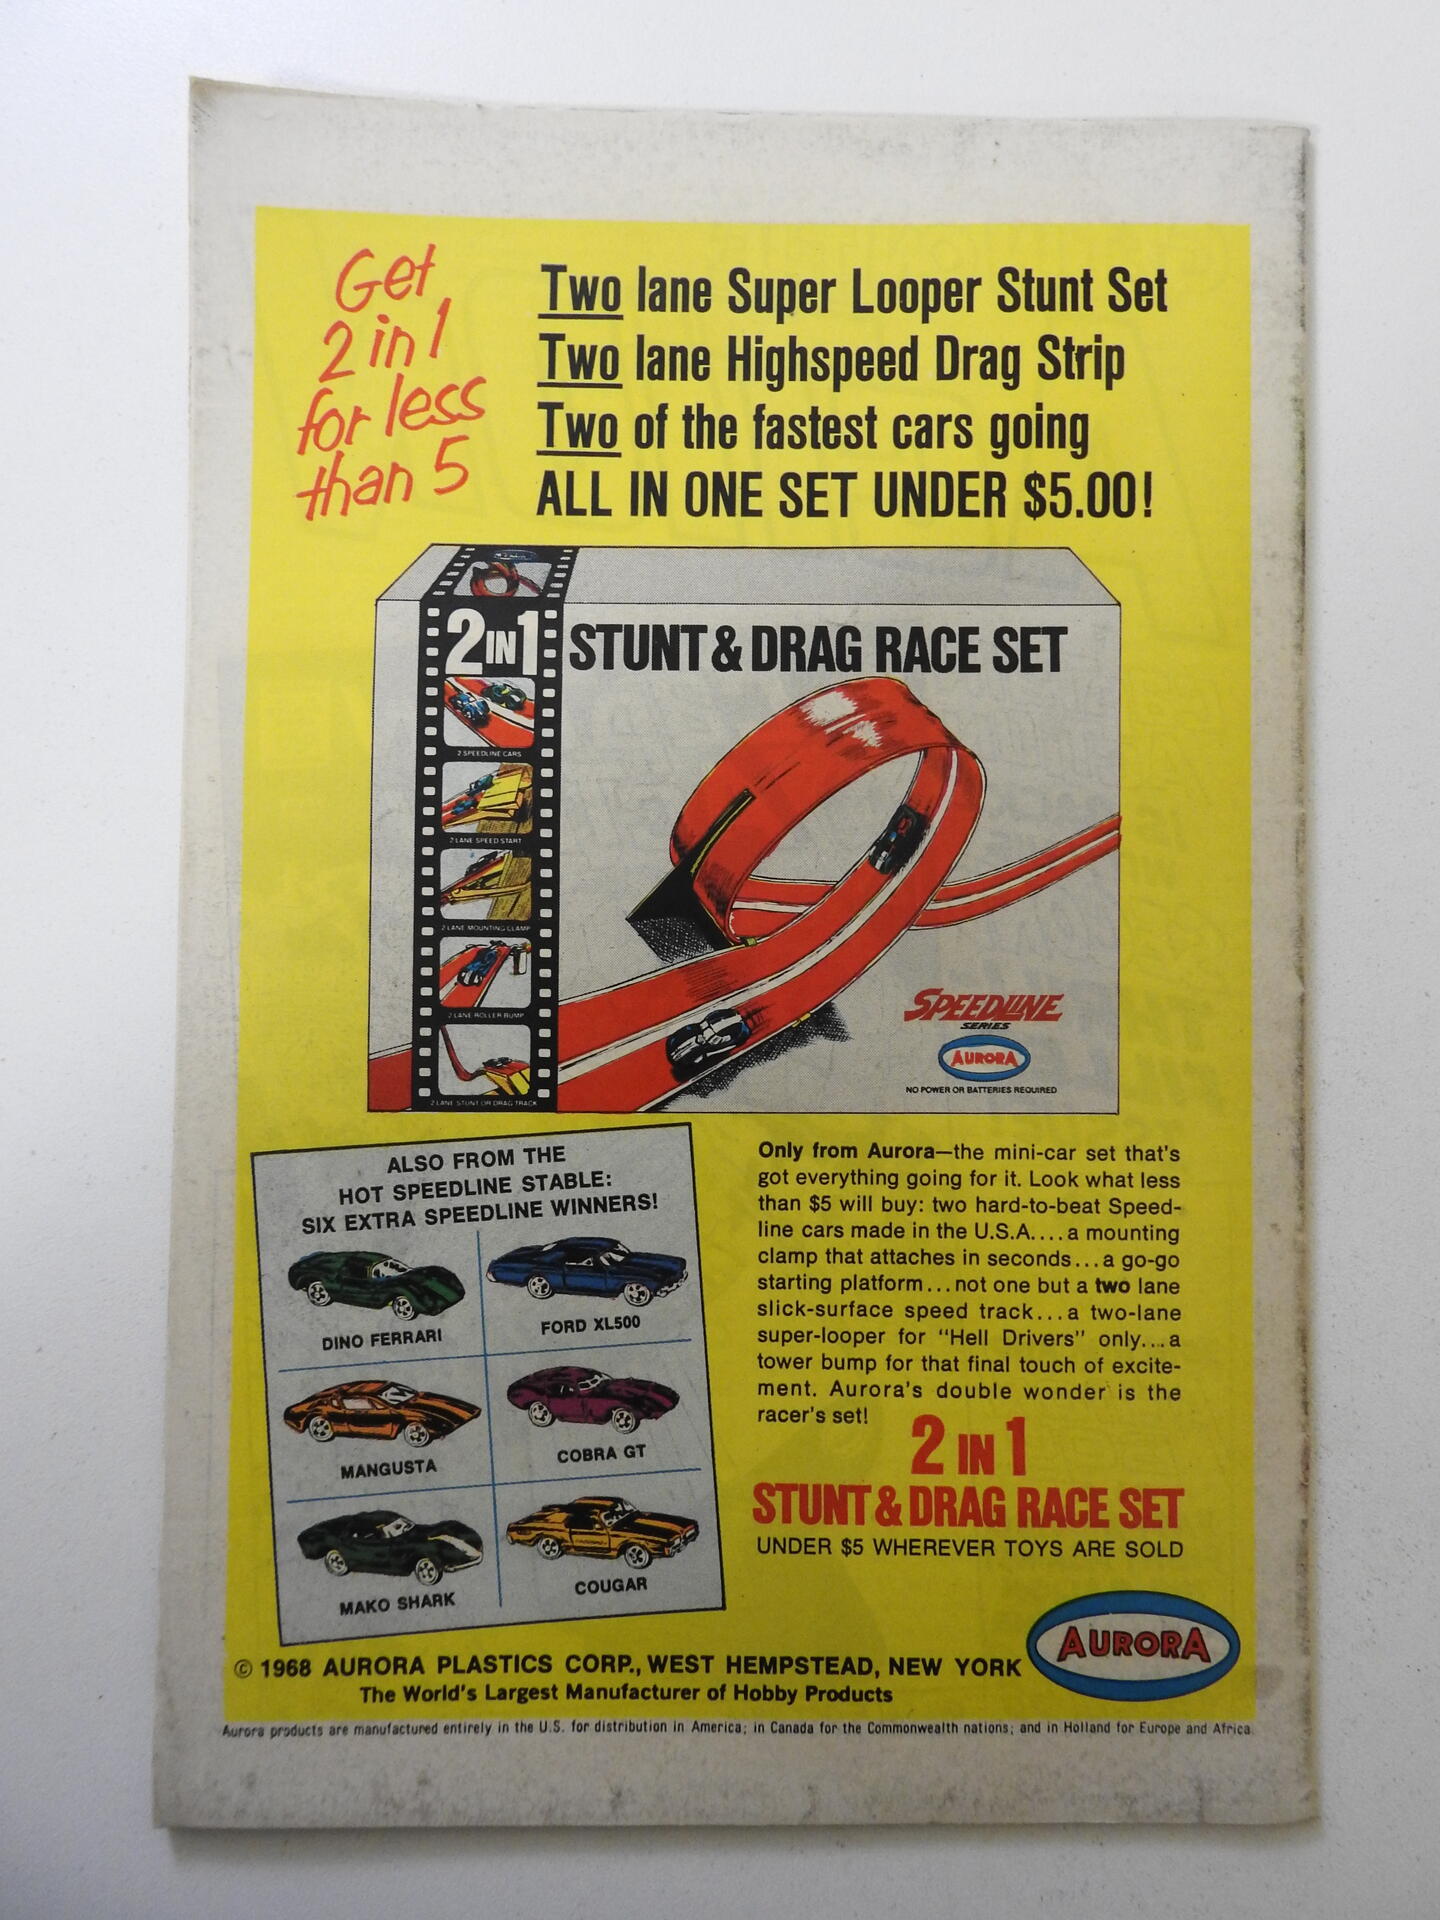 Get
2 in 1
for less
than 5
Two lane Super Looper Stunt Set
Two lane Highspeed Drag Strip
Two of the fastest cars going
ALL IN ONE SET UNDER $5.00!
2 IN 1 STUNT & DRAG RACE SET
2 SPEEDLINE CARS
2 LANE SPEED START
2 LANE MOUNTING CLAMP
2 LANE ROLLER BUMP
2 LANE STUNT OR DRAG TRACK
SPEEDLINE
SERIES
AURORA
NO POWER OR BATTERIES REQUIRED
ALSO FROM THE
HOT SPEEDLINE STABLE:
SIX EXTRA SPEEDLINE WINNERS!
DINO FERRARI
FORD XL500
MANGUSTA
COBRA GT
MAKO SHARK
COUGAR
Only from Aurora—the mini-car set that's
got everything going for it. Look what less
than $5 will buy: two hard-to-beat Speed-
line cars made in the U.S.A.... a mounting
clamp that attaches in seconds...a go-go
starting platform...not one but a two lane
slick-surface speed track...a two-lane
super-looper for "Hell Drivers" only...a
tower bump for that final touch of excite-
ment. Aurora's double wonder is the
racer's set!
2 IN 1
STUNT & DRAG RACE SET
UNDER $5 WHEREVER TOYS ARE SOLD
AURORA
© 1968 AURORA PLASTICS CORP., WEST HEMPSTEAD, NEW YORK
The World's Largest Manufacturer of Hobby Products
Aurora products are manufactured entirely in the U.S. for distribution in America; in Canada for the Commonwealth nations; and in Holland for Europe and Africa